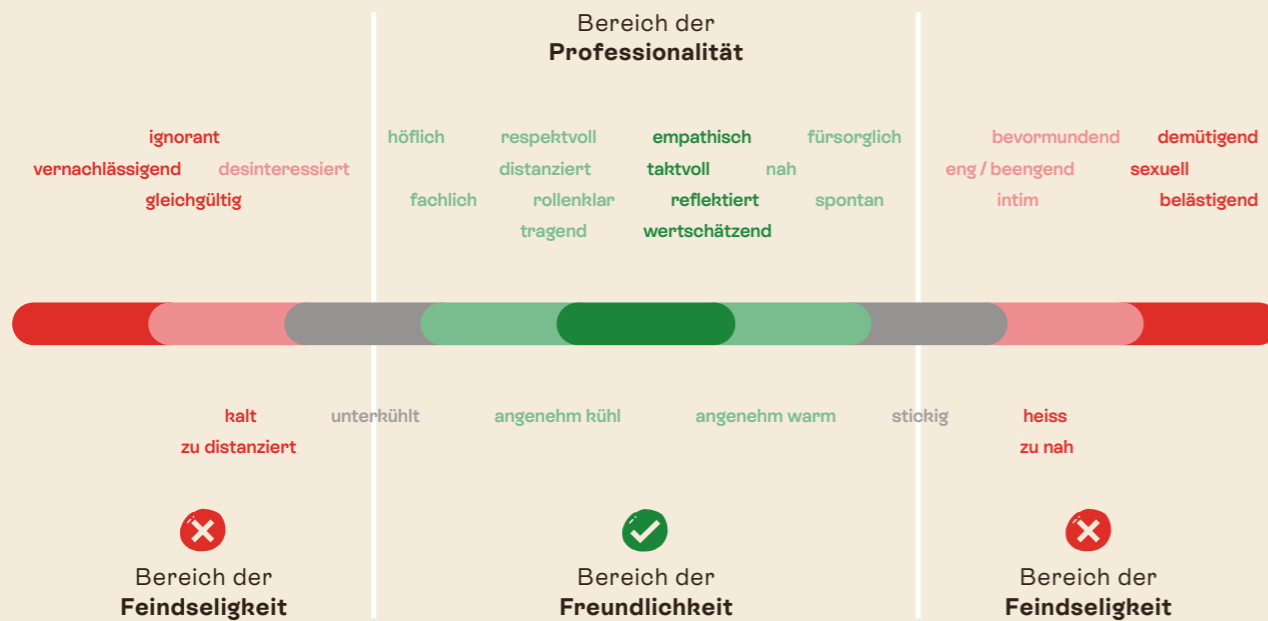 Bereich der
Professionalität
ignorant
vernachlässigend desinteressiert
gleichgültig
höflich respektvoll empathisch fürsorglich
distanziert taktvoll nah
fachlich rollenklar reflektiert spontan
tragend wertschätzend
bevormundend demütigend
eng / beengend sexuell
intim belästigend
kalt unterkühlt angenehm kühl angenehm warm stickig heiss
zu distanziert zu nah
Bereich der
Feindseligkeit
Bereich der
Freundlichkeit
Bereich der
Feindseligkeit